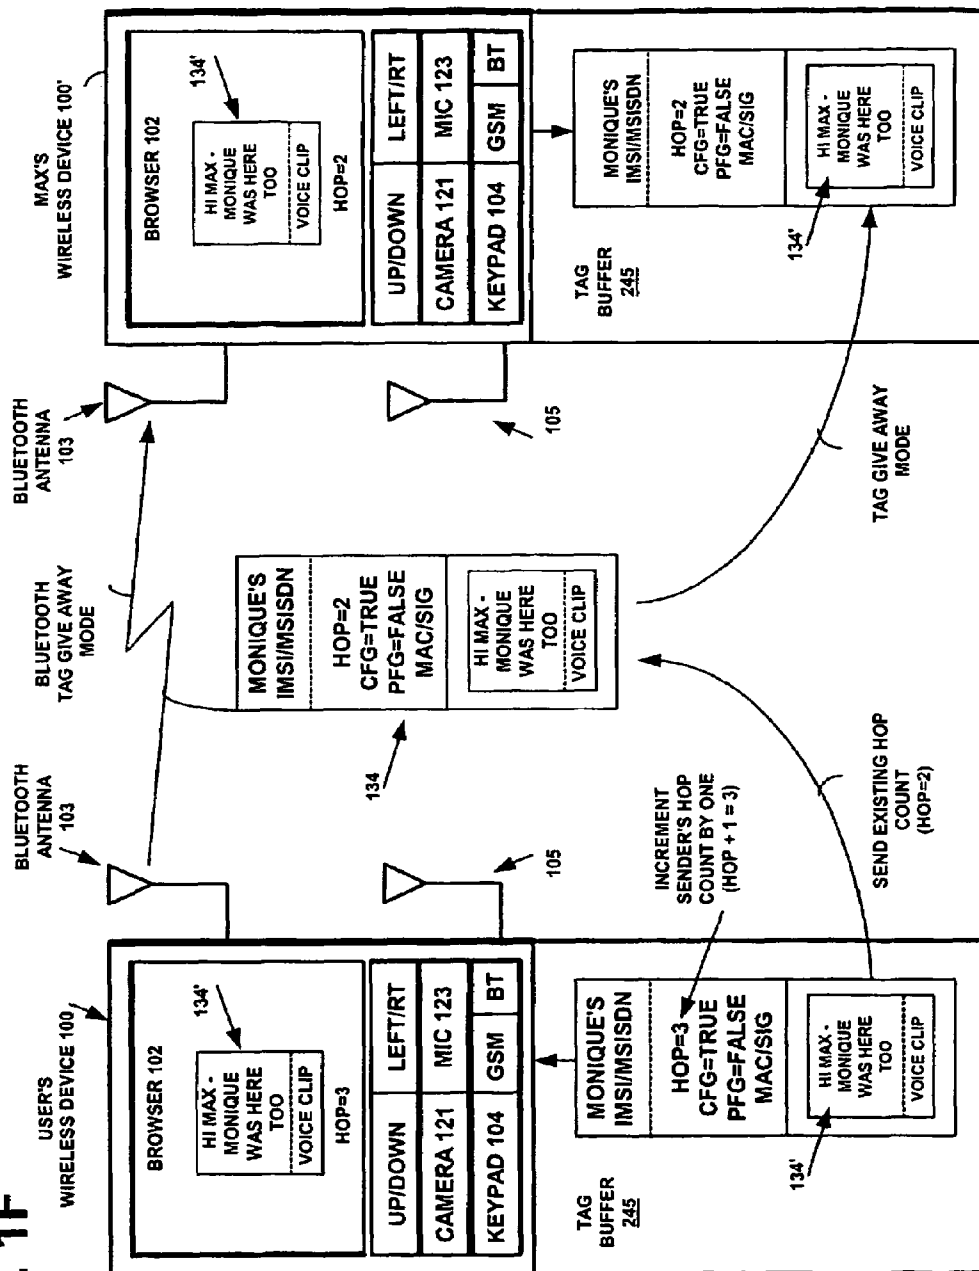 1F
USER'S
WIRELESS DEVICE 100
BROWSER 102
134'
HI MAX -
MONIQUE
WAS HERE
TOO
VOICE CLIP
HOP=3
UP/DOWN
LEFT/RT
CAMERA 121
MIC 123
KEYPAD 104
GSM
BT
TAG
BUFFER
245
MONIQUE'S
IMSI/MSISDN
HOP=3
CFG=TRUE
PFG=FALSE
MAC/SIG
134'
HI MAX -
MONIQUE
WAS HERE
TOO
VOICE CLIP
BLUETOOTH
ANTENNA
103
105
INCREMENT
SENDER'S HOP
COUNT BY ONE
(HOP + 1 = 3)
SEND EXISTING HOP
COUNT
(HOP=2)
BLUETOOTH
TAG GIVE AWAY
MODE
134
MONIQUE'S
IMSI/MSISDN
HOP=2
CFG=TRUE
PFG=FALSE
MAC/SIG
HI MAX -
MONIQUE
WAS HERE
TOO
VOICE CLIP
BLUETOOTH
ANTENNA
103
105
TAG GIVE AWAY
MODE
MAX'S
WIRELESS DEVICE 100'
BROWSER 102
134'
HI MAX -
MONIQUE
WAS HERE
TOO
VOICE CLIP
HOP=2
UP/DOWN
LEFT/RT
CAMERA 121
MIC 123
KEYPAD 104
GSM
BT
TAG
BUFFER
245
MONIQUE'S
IMSI/MSISDN
HOP=2
CFG=TRUE
PFG=FALSE
MAC/SIG
134'
HI MAX -
MONIQUE
WAS HERE
TOO
VOICE CLIP